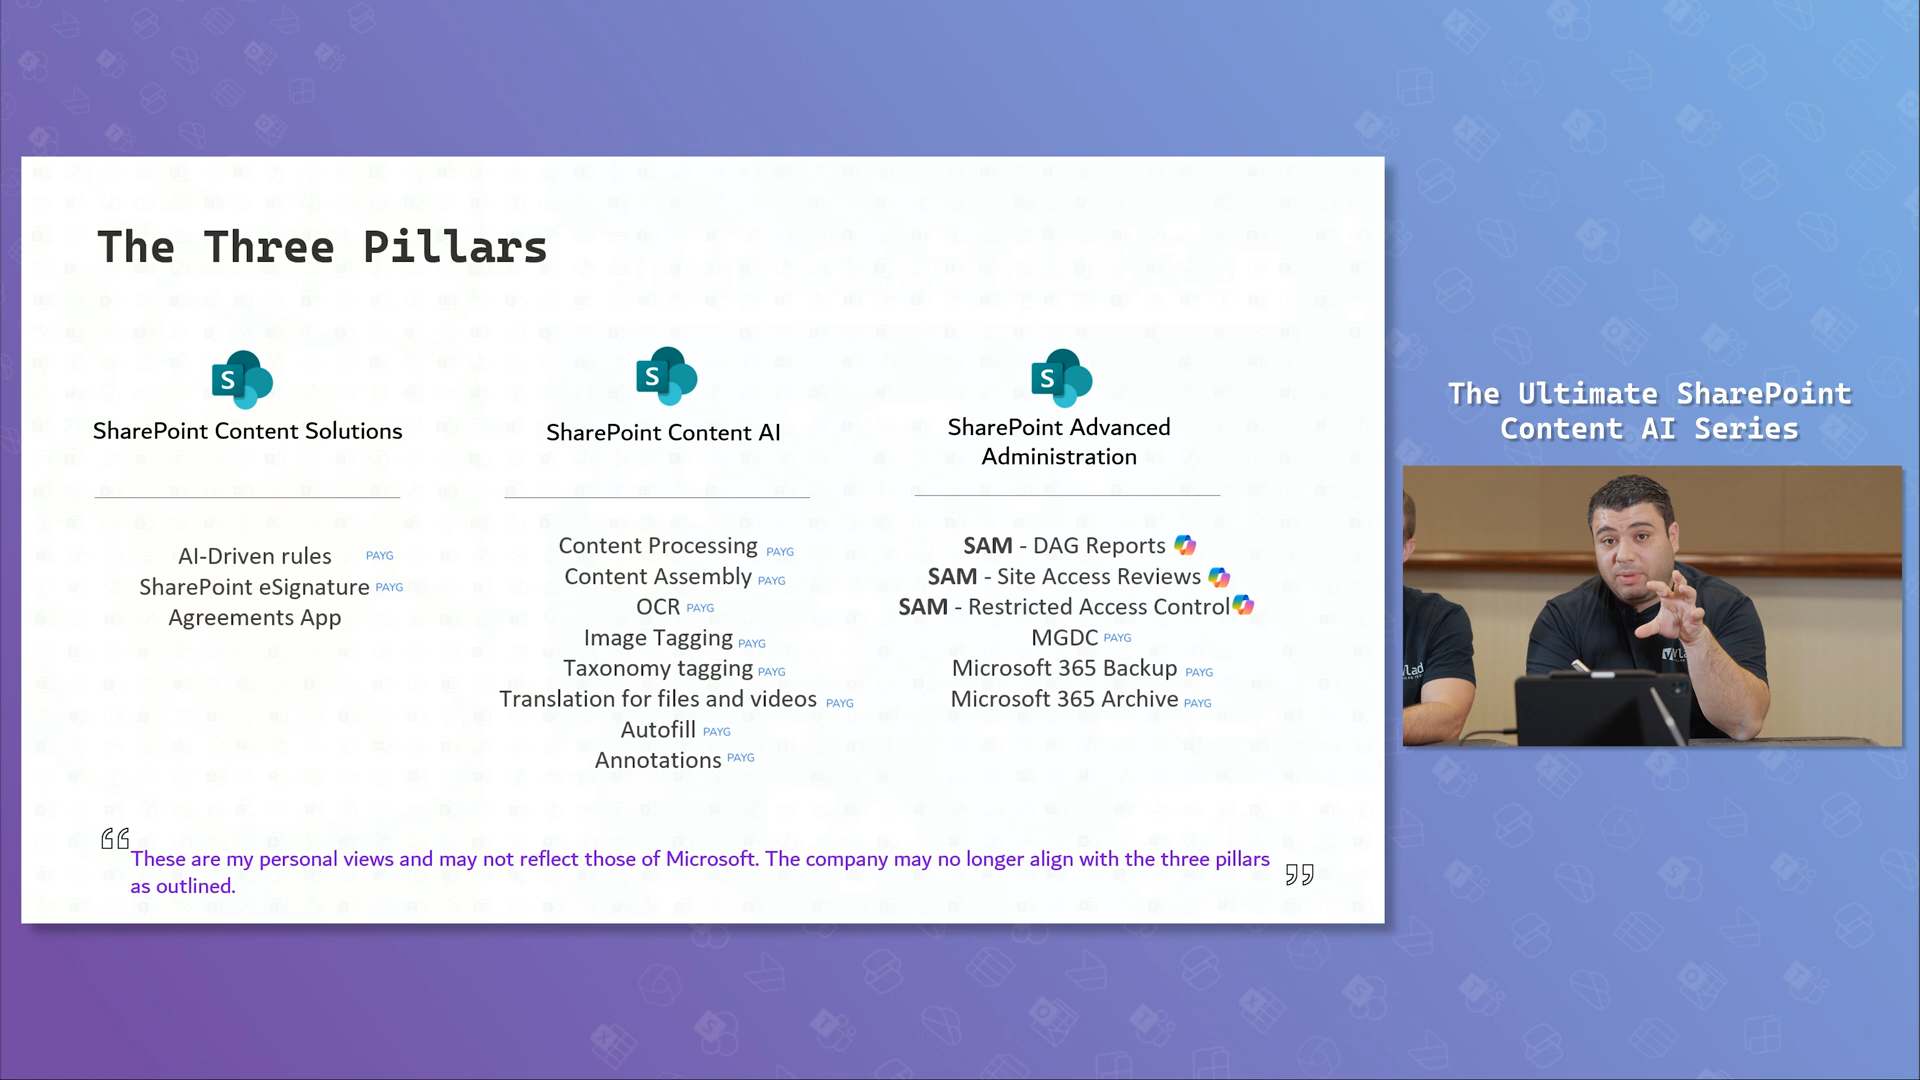 The Three Pillars
SharePoint Content Solutions
AI-Driven rules PAYG
SharePoint eSignature PAYG
Agreements App
SharePoint Content AI
Content Processing PAYG
Content Assembly PAYG
OCR PAYG
Image Tagging PAYG
Taxonomy tagging PAYG
Translation for files and videos PAYG
Autofill PAYG
Annotations PAYG
SharePoint Advanced
Administration
SAM - DAG Reports
SAM - Site Access Reviews
SAM - Restricted Access Control
MGDC PAYG
Microsoft 365 Backup PAYG
Microsoft 365 Archive PAYG
“These are my personal views and may not reflect those of Microsoft. The company may no longer align with the three pillars
as outlined.”
The Ultimate SharePoint
Content AI Series